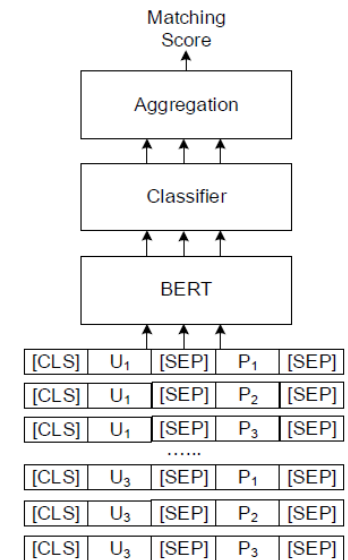 Matching
Score
Aggregation
Classifier
BERT
[CLS] U₁ [SEP] P₁ [SEP]
[CLS] U₁ [SEP] P₂ [SEP]
[CLS] U₁ [SEP] P₃ [SEP]
......
[CLS] U₃ [SEP] P₁ [SEP]
[CLS] U₃ [SEP] P₂ [SEP]
[CLS] U₃ [SEP] P₃ [SEP]